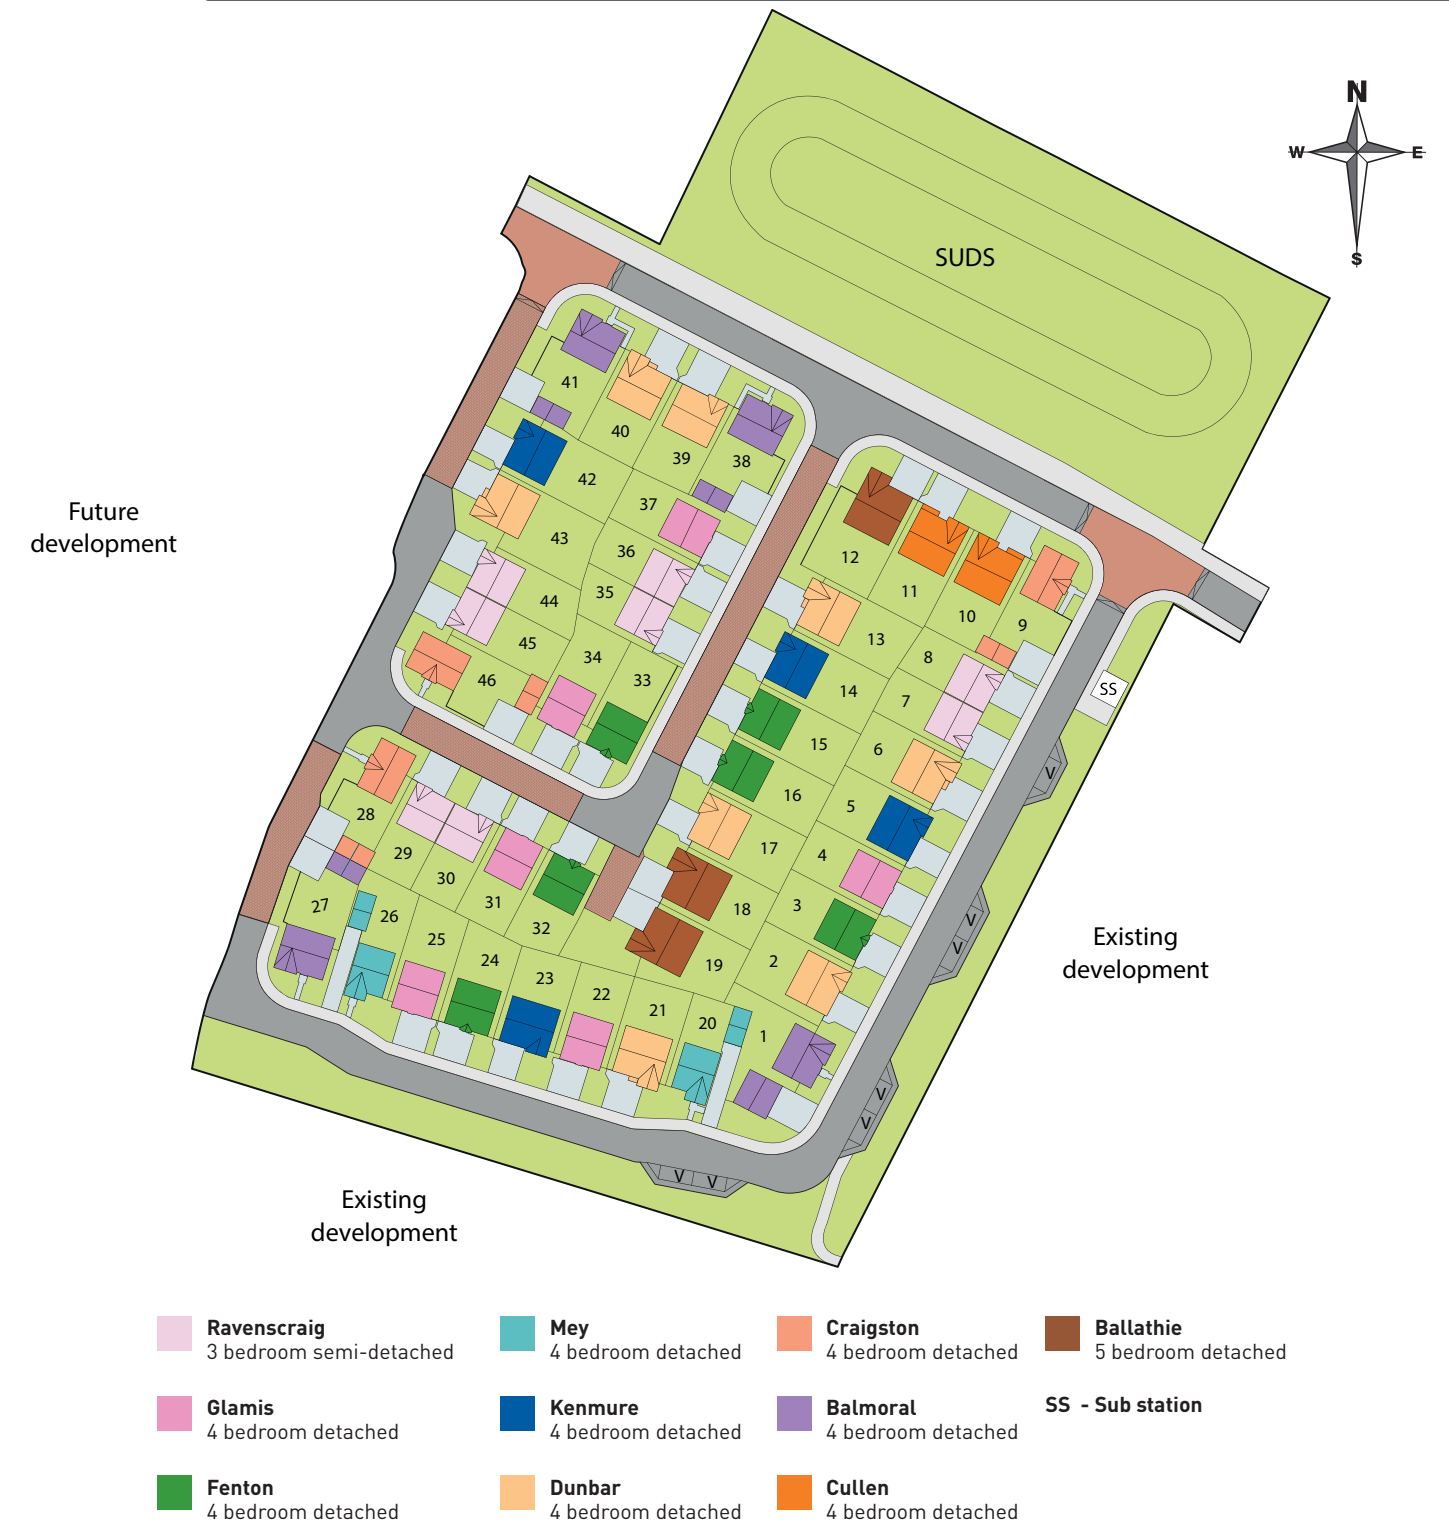 N
W E
S
SUDS
Future
development
41
40
39
38
42
37
43
36
35
44
45
34
33
46
12
11
10
9
13
8
14
7
15
6
16
5
17
4
18
3
19
2
SS
V
V
V
28
29
30
31
32
27
26
25
24
23
22
21
20
1
V
V
V V
Existing
development
Existing
development
Ravenscraig
3 bedroom semi-detached
Glamis
4 bedroom detached
Fenton
4 bedroom detached
Mey
4 bedroom detached
Kenmure
4 bedroom detached
Dunbar
4 bedroom detached
Craigston
4 bedroom detached
Balmoral
4 bedroom detached
Cullen
4 bedroom detached
Ballathie
5 bedroom detached
SS - Sub station